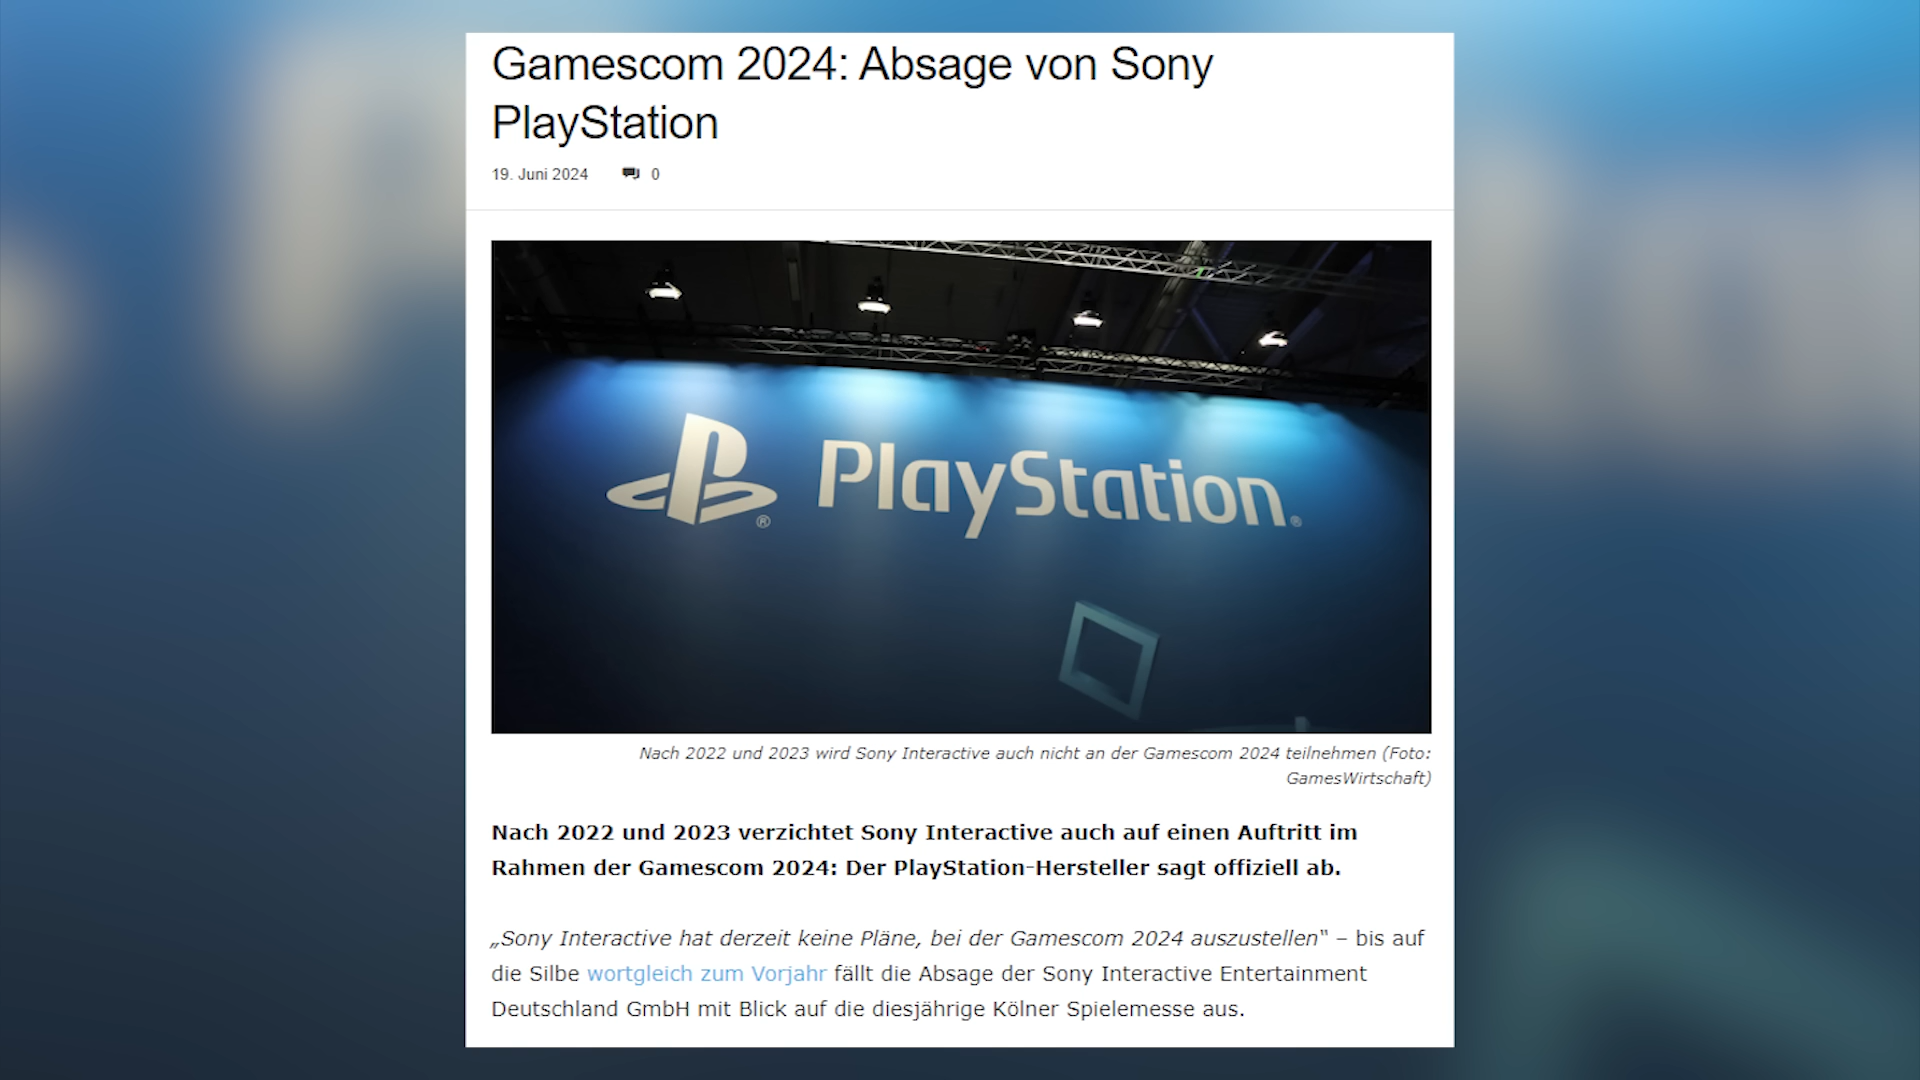 Gamescom 2024: Absage von Sony
PlayStation
19. Juni 2024 0
PlayStation®
Nach 2022 und 2023 wird Sony Interactive auch nicht an der Gamescom 2024 teilnehmen (Foto:
GamesWirtschaft)
Nach 2022 und 2023 verzichtet Sony Interactive auch auf einen Auftritt im
Rahmen der Gamescom 2024: Der PlayStation-Hersteller sagt offiziell ab.
„Sony Interactive hat derzeit keine Pläne, bei der Gamescom 2024 auszustellen“ – bis auf
die Silbe wortgleich zum Vorjahr fällt die Absage der Sony Interactive Entertainment
Deutschland GmbH mit Blick auf die diesjährige Kölner Spielemesse aus.